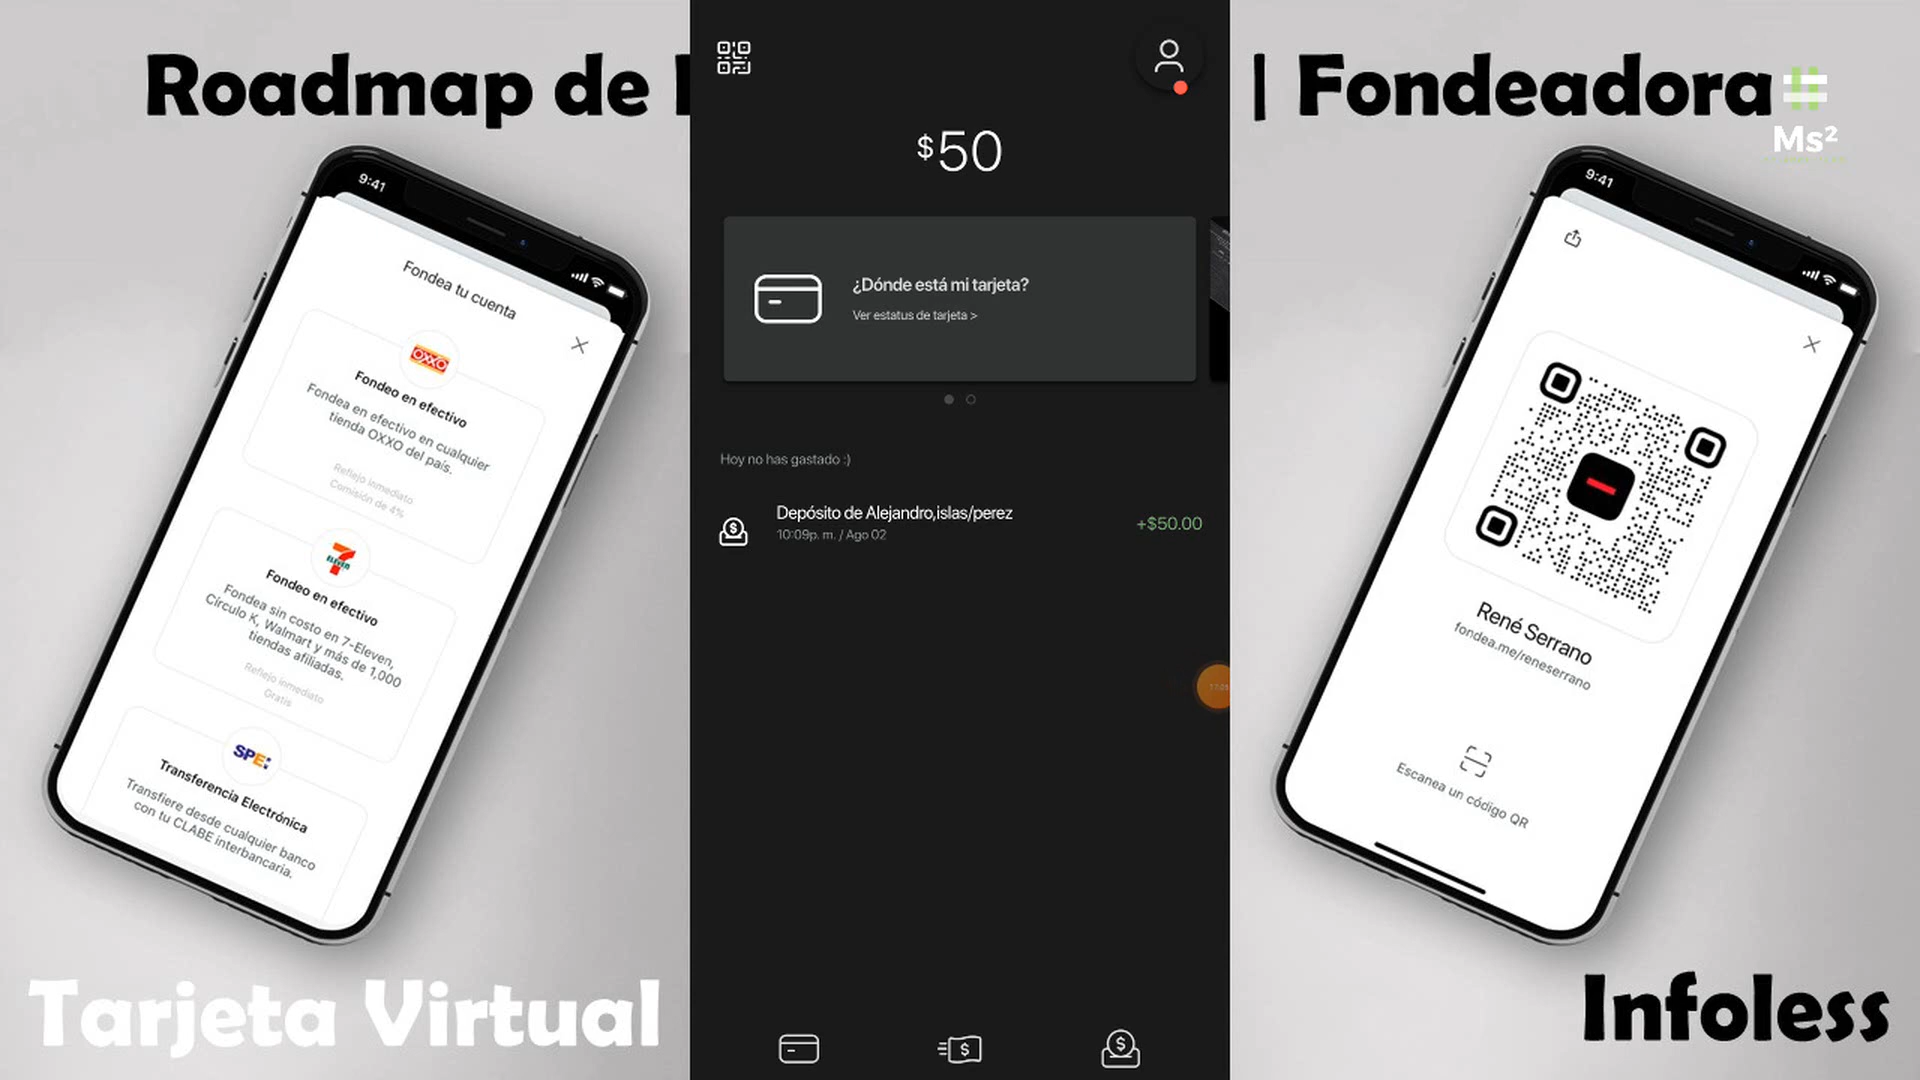 Roadmap de
| Fondeadora
Ms²
9:41
Fondea tu cuenta
OXXO
Fondeo en efectivo
Fondea en efectivo en cualquier
tienda OXXO del país.
Reflejo inmediato
Comisión de 4%
7
ELEVEN
Fondeo en efectivo
Fondea sin costo en 7-Eleven,
Círculo K, Walmart y más de 1,000
tiendas afiliadas.
Reflejo inmediato
Gratis
SPEI
Transferencia Electrónica
Transfiere desde cualquier banco
con tu CLABE interbancaria.
Tarjeta Virtual
$50
¿Dónde está mi tarjeta?
Ver estatus de tarjeta >
Hoy no has gastado :)
Depósito de Alejandro,islas/perez
10:09p. m. / Ago 02
+$50.00
9:41
René Serrano
fondea.me/reneserrano
Escanea un código QR
Infoless